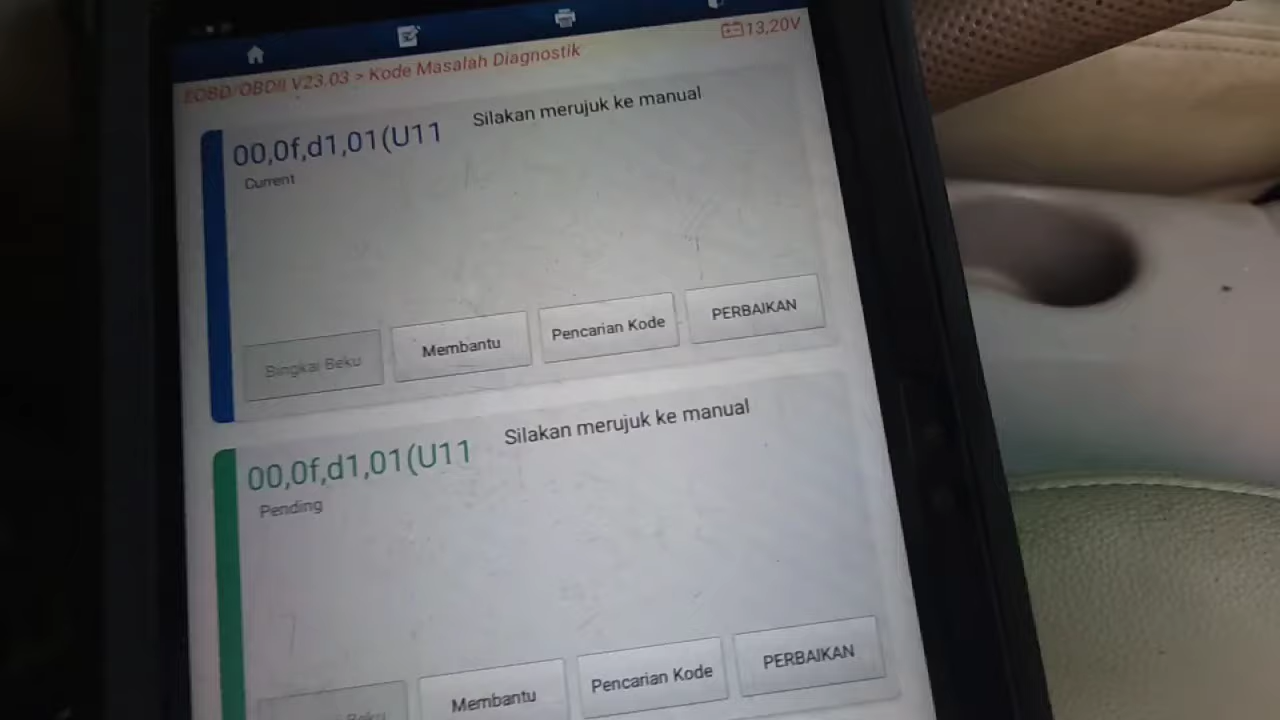 13,20V
EOBD/OBDII V23.03 > Kode Masalah Diagnostik
00,0f,d1,01(U11
Silakan merujuk ke manual
Current
Bingkai Beku
Membantu
Pencarian Kode
PERBAIKAN
00,0f,d1,01(U11
Silakan merujuk ke manual
Pending
Beku
Membantu
Pencarian Kode
PERBAIKAN